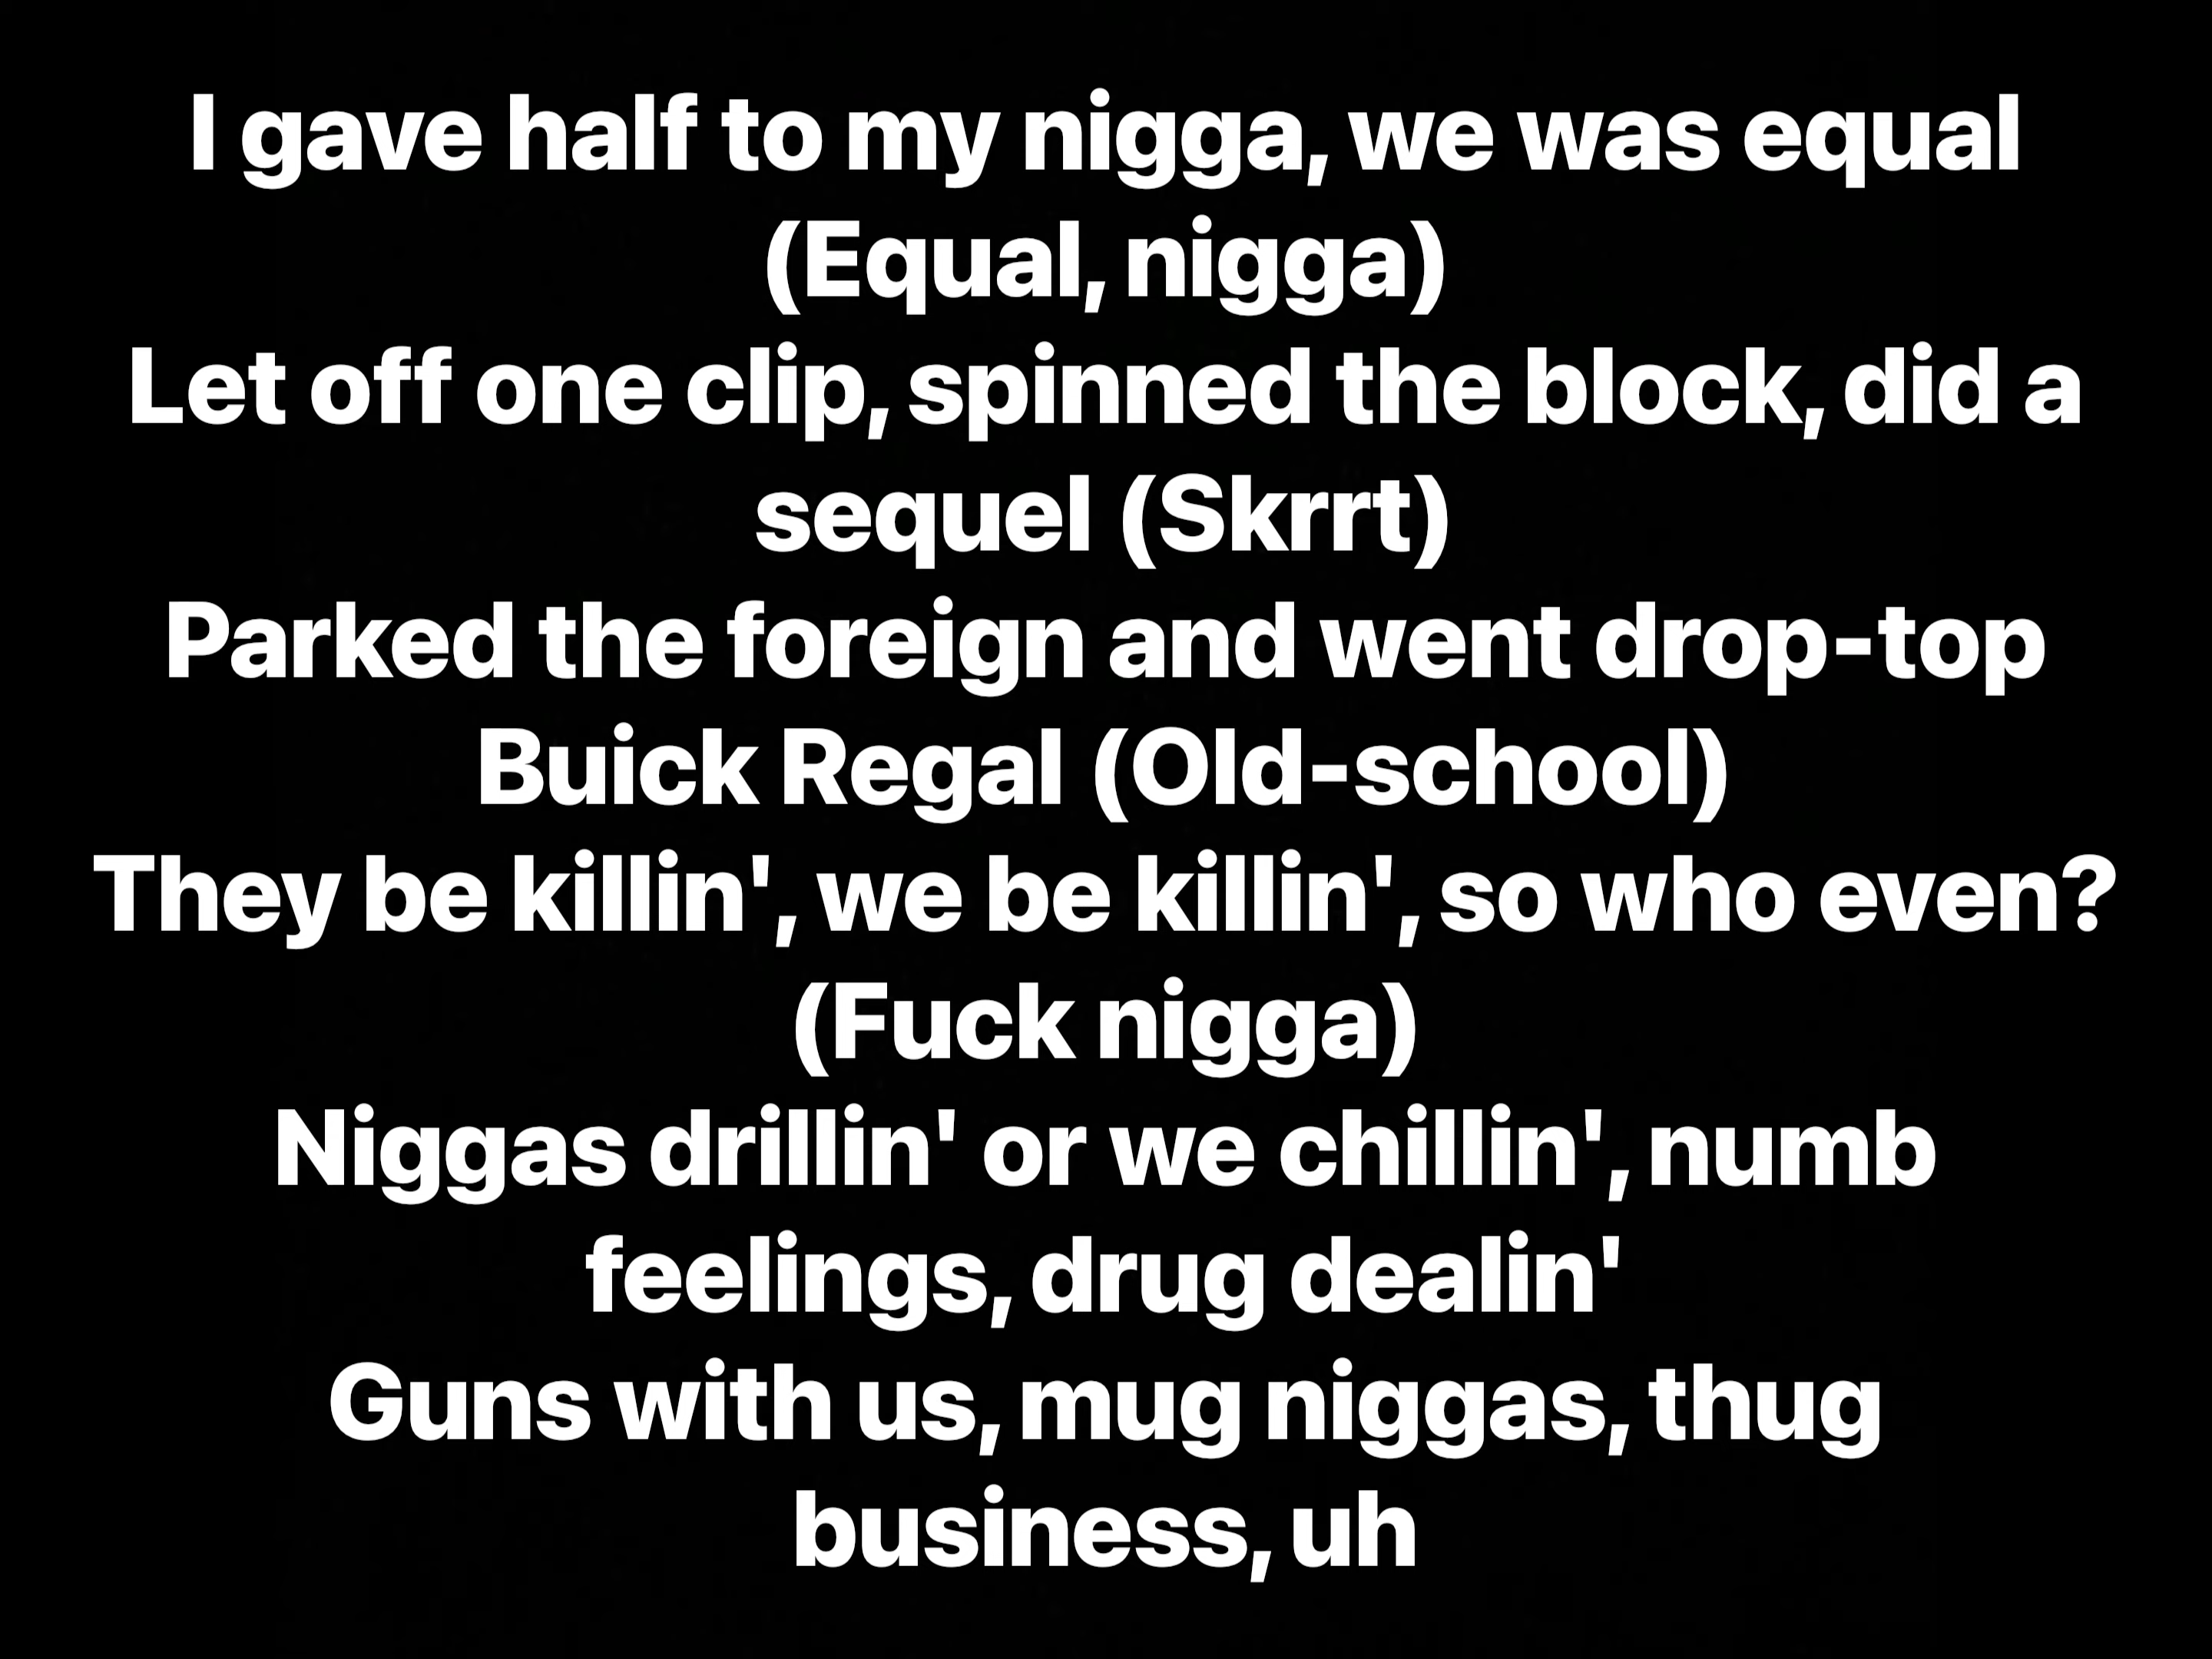 I gave half to my nigga, we was equal
(Equal, nigga)
Let off one clip, spinned the block, did a
sequel (Skrrt)
Parked the foreign and went drop-top
Buick Regal (Old-school)
They be killin', we be killin', so who even?
(Fuck nigga)
Niggas drillin' or we chillin', numb
feelings, drug dealin'
Guns with us, mug niggas, thug
business, uh